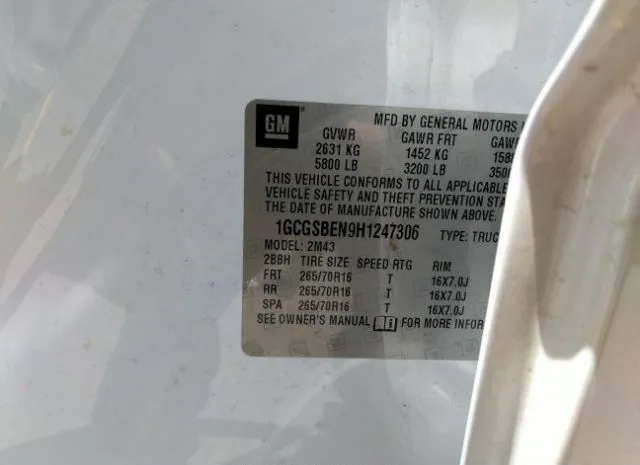 GM
MFD BY GENERAL MOTORS
GVWR GAWR FRT GAW
2631 KG 1452 KG 158
5800 LB 3200 LB 350
THIS VEHICLE CONFORMS TO ALL APPLICABLE
VEHICLE SAFETY AND THEFT PREVENTION STA
OF MANUFACTURE SHOWN ABOVE.
1GCGSBEN9H1247306 TYPE: TRUC
MODEL: 2M43
2BBH TIRE SIZE SPEED RTG RIM
FRT 265/70R16 T 16X7.0J
RR 265/70R16 T 16X7.0J
SPA 265/70R16 T 16X7.0J
SEE OWNER'S MANUAL FOR MORE INFOR